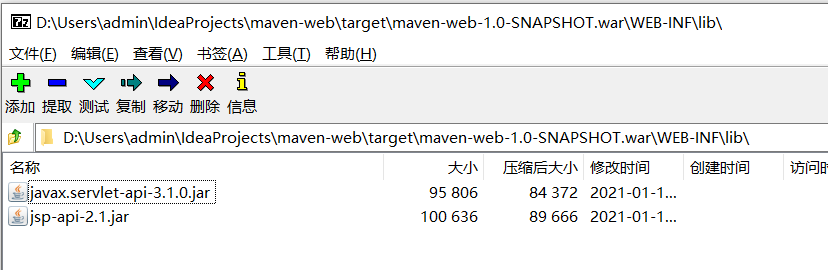 D:\Users\admin\IdeaProjects\maven-web\target\maven-web-1.0-SNAPSHOT.war\WEB-INF\lib\
文件(F) 编辑(E) 查看(V) 书签(A) 工具(T) 帮助(H)
添加 提取 测试 复制 移动 删除 信息
D:\Users\admin\IdeaProjects\maven-web\target\maven-web-1.0-SNAPSHOT.war\WEB-INF\lib\
名称 大小 压缩后大小 修改时间 创建时间 访问时
javax.servlet-api-3.1.0.jar 95 806 84 372 2021-01-1...
jsp-api-2.1.jar 100 636 89 666 2021-01-1...